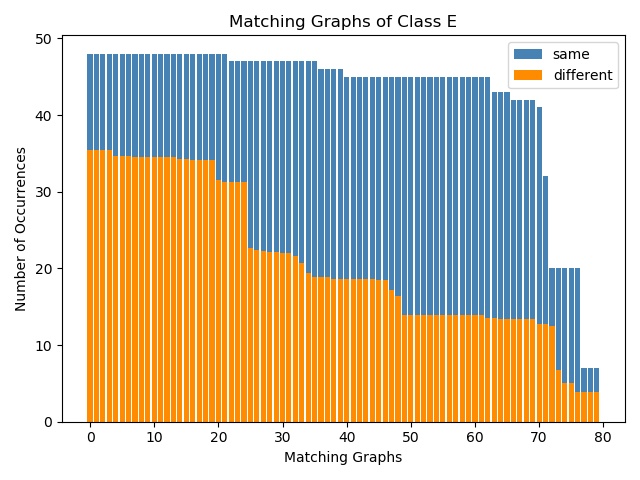 Matching Graphs of Class E
same
different
Number of Occurrences
50
40
30
20
10
0
0 10 20 30 40 50 60 70 80
Matching Graphs